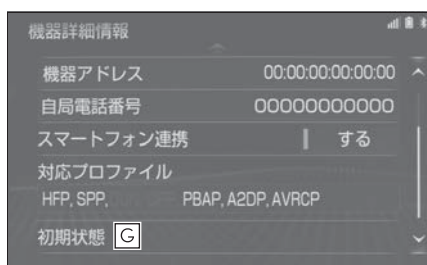 機器詳細情報
機器アドレス 00:00:00:00:00:00
自局電話番号 00000000000
スマートフォン連携 する
対応プロファイル
HFP, SPP, PBAP, A2DP, AVRCP
初期状態 G